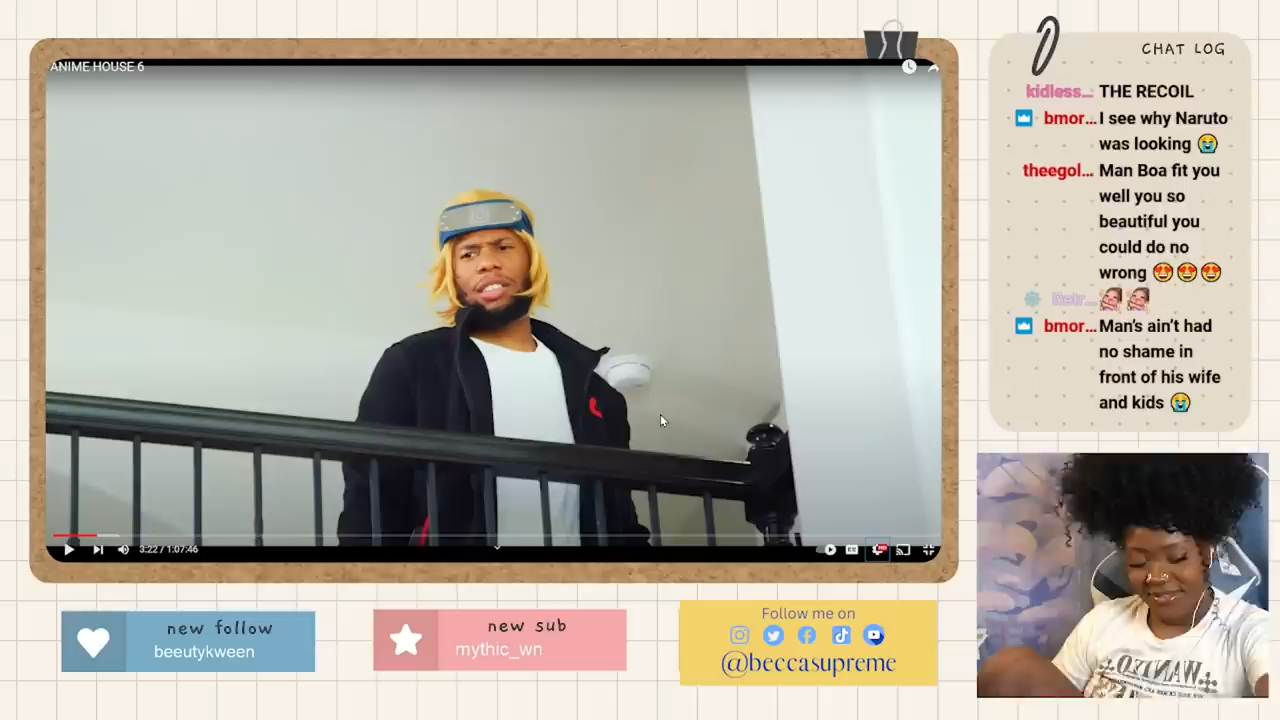 ANIME HOUSE 6
3:22 / 1:07:46
CHAT LOG
kidless... THE RECOIL
bmor... I see why Naruto
was looking 😭
theegol... Man Boa fit you
well you so
beautiful you
could do no
wrong 😍😍😍
Retr...
bmor... Man's ain't had
no shame in
front of his wife
and kids 😭
new follow
beeutykween
new sub
mythic_wn
Follow me on
@beccasupreme